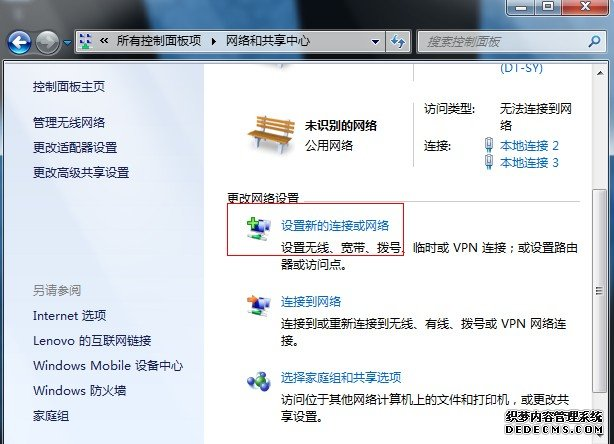 所有控制面板项 ▸ 网络和共享中心
搜索控制面板
控制面板主页
管理无线网络
更改适配器设置
更改高级共享设置
另请参阅
Internet 选项
Lenovo 的互联网链接
Windows Mobile 设备中心
Windows 防火墙
家庭组
(DT-SY)
未识别的网络
公用网络
访问类型: 无法连接到网
络
连接: 本地连接 2
本地连接 3
更改网络设置
设置新的连接或网络
设置无线、宽带、拨号、临时或 VPN 连接；或设置路由
器或访问点。
连接到网络
连接到或重新连接到无线、有线、拨号或 VPN 网络连
接。
选择家庭组和共享选项
访问位于其他网络计算机上的文件和打印机，或更改共
享设置。
织梦内容管理系统
DEDECMS.COM